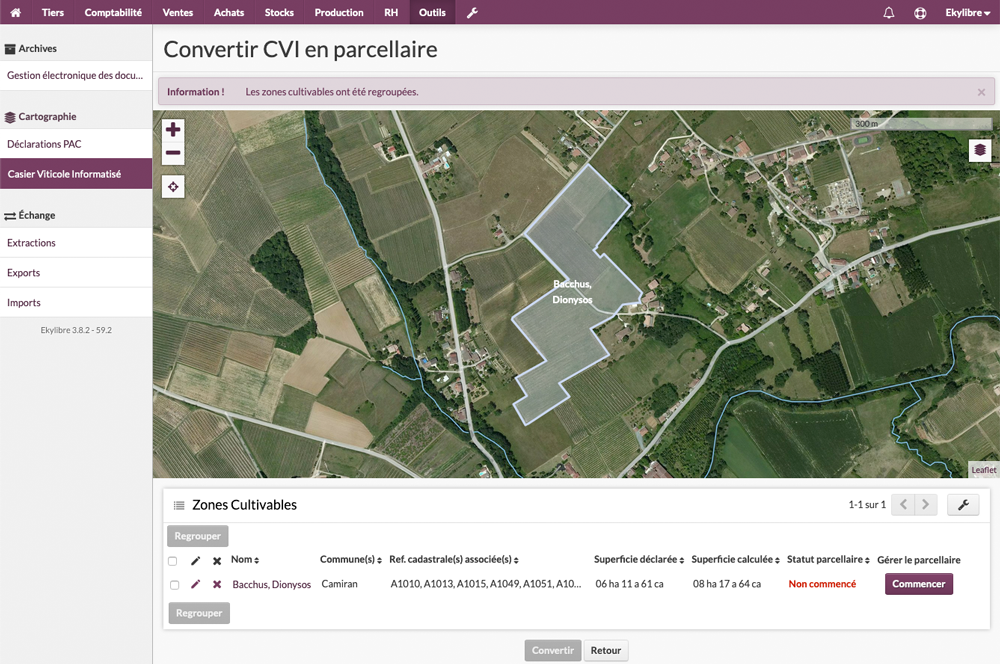 Tiers Comptabilité Ventes Achats Stocks Production RH Outils Ekylibre
Archives
Gestion électronique des docu...
Cartographie
Déclarations PAC
Casier Viticole Informatisé
Échange
Extractions
Exports
Imports
Ekylibre 3.8.2 - 59.2
Convertir CVI en parcellaire
Information ! Les zones cultivables ont été regroupées.
300 m
Bacchus,
Dionysos
Leaflet
Zones Cultivables 1-1 sur 1
Regrouper
Nom Commune(s) Ref. cadastrale(s) associée(s) Superficie déclarée Superficie calculée Statut parcellaire Gérer le parcellaire
Bacchus, Dionysos Camiran A1010, A1013, A1015, A1049, A1051, A10... 06 ha 11 a 61 ca 08 ha 17 a 64 ca Non commencé Commencer
Regrouper
Convertir Retour